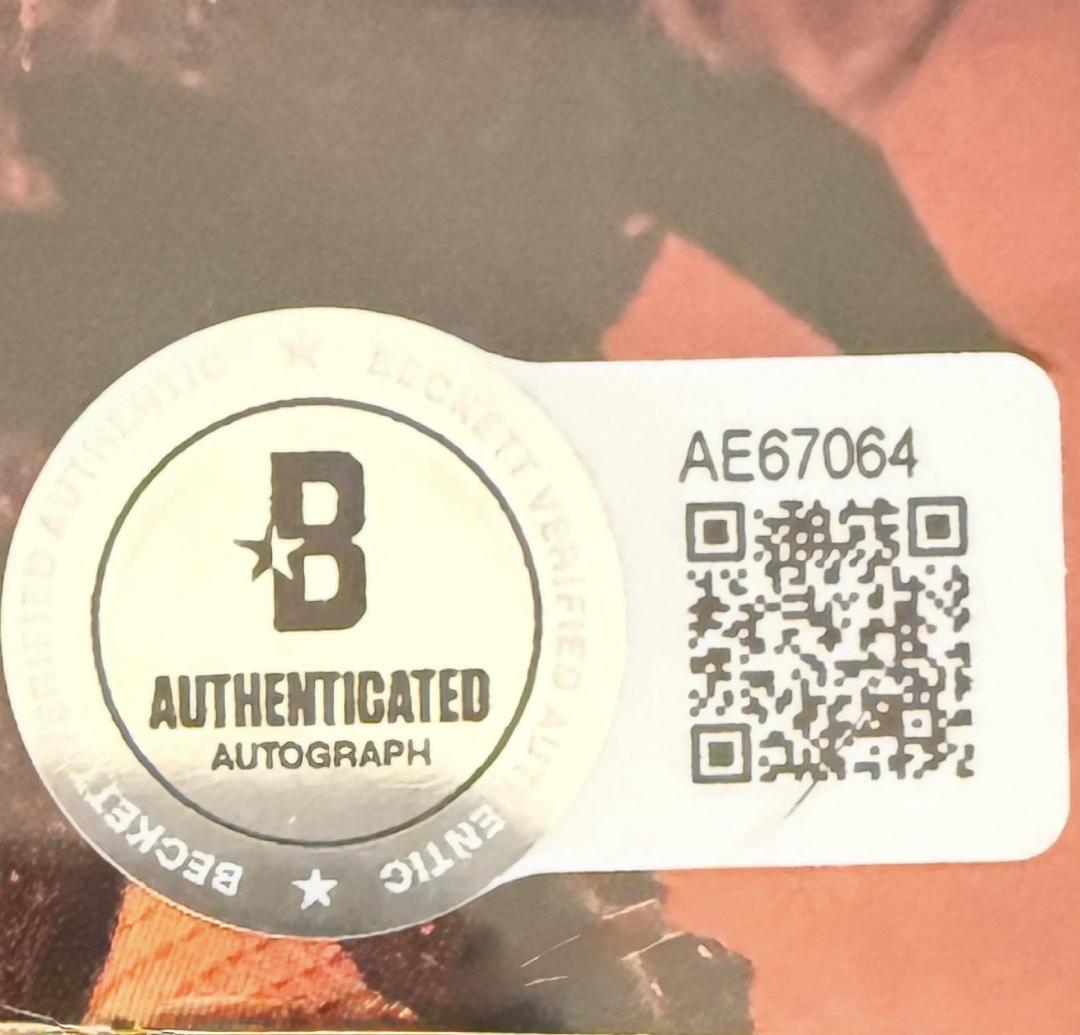 BECKETT VERIFIED AUTHENTIC ★ BECKETT VERIFIED AUTHENTIC ★
B
AUTHENTICATED
AUTOGRAPH
AE67064